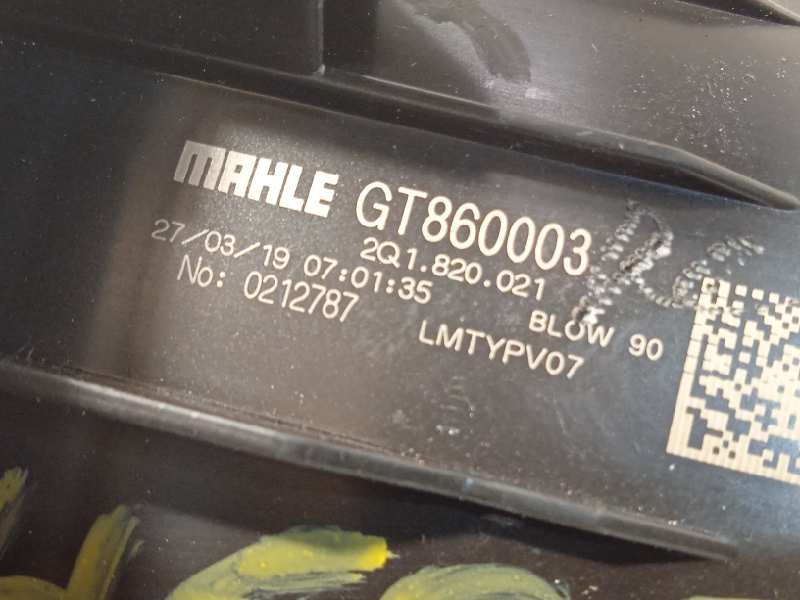 MAHLE GT860003
27/03/19 07:01:35 2Q1.820.021
No: 0212787 BLOW 90
LMTYPV07